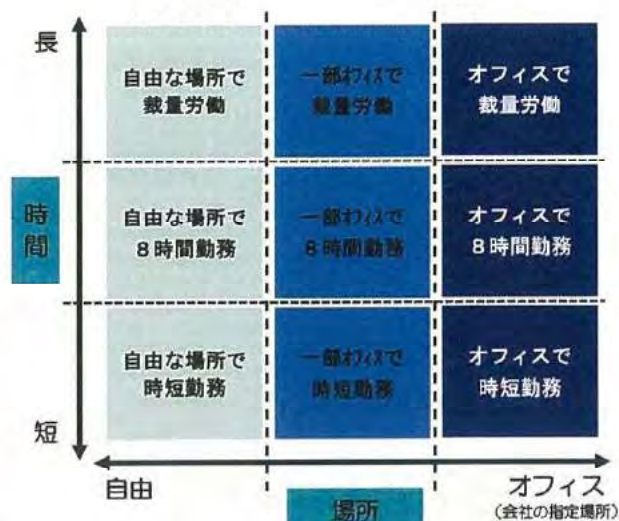 長
自由な場所で
裁量労働
一部オフィスで
裁量労働
オフィスで
裁量労働
時間
自由な場所で
8時間勤務
一部オフィスで
8時間勤務
オフィスで
8時間勤務
自由な場所で
時短勤務
一部オフィスで
時短勤務
オフィスで
時短勤務
短
自由
場所
オフィス
(会社の指定場所)